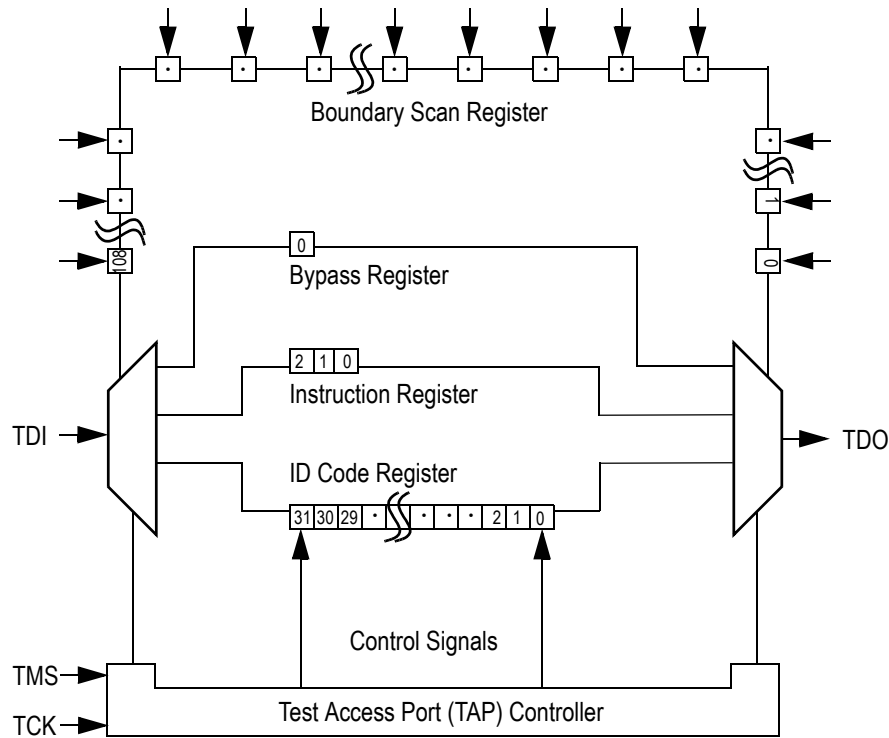 Boundary Scan Register
1
108
0
0
Bypass Register
2 1 0
Instruction Register
TDI
TDO
ID Code Register
31 30 29 · · · · 2 1 0
Control Signals
TMS
Test Access Port (TAP) Controller
TCK